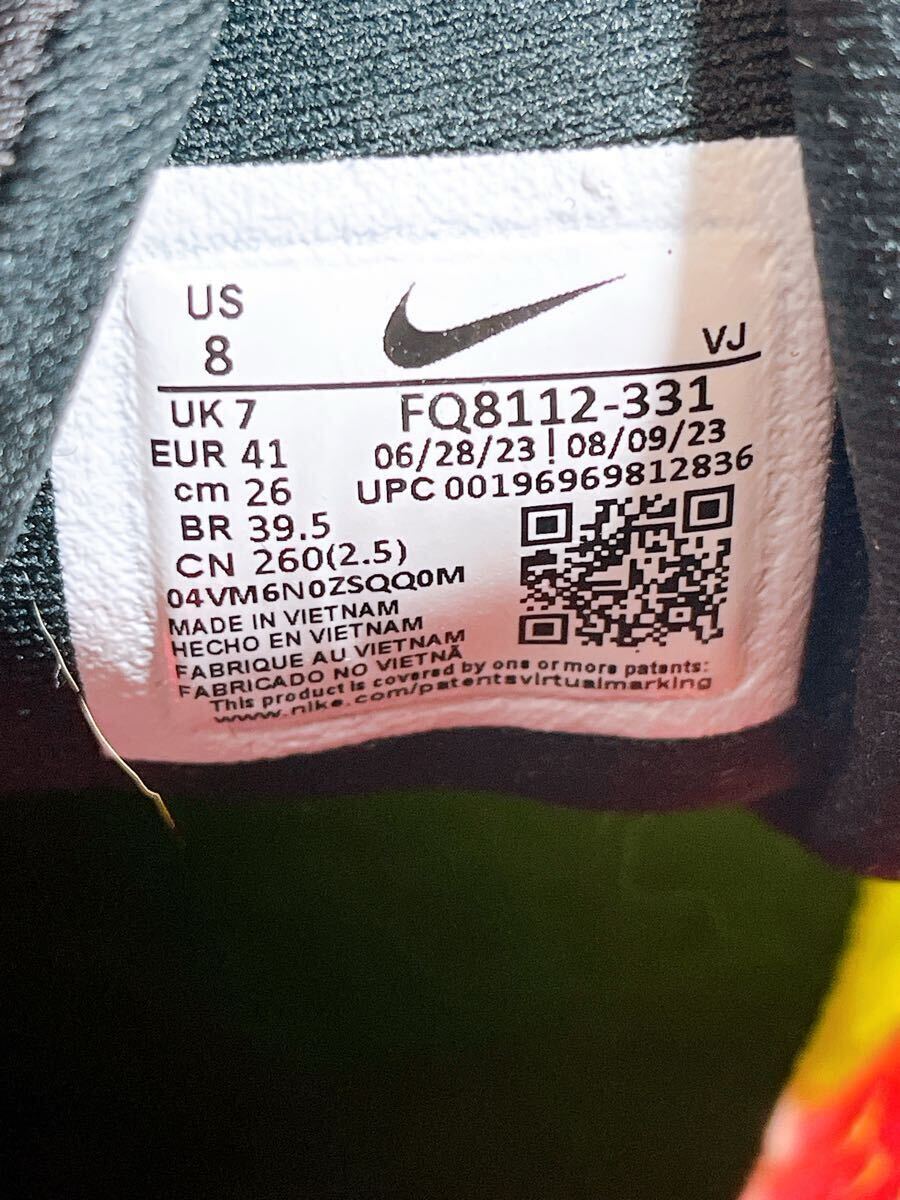 US
8
VJ
UK 7
FQ8112-331
EUR 41
06/28/23 | 08/09/23
cm 26
UPC 00196969812836
BR 39.5
CN 260(2.5)
04VM6N0ZSQQ0M
MADE IN VIETNAM
HECHO EN VIETNAM
FABRIQUE AU VIETNAM
FABRICADO NO VIETNÃ
This product is covered by one or more patents:
www.nike.com/patentsvirtualmarking